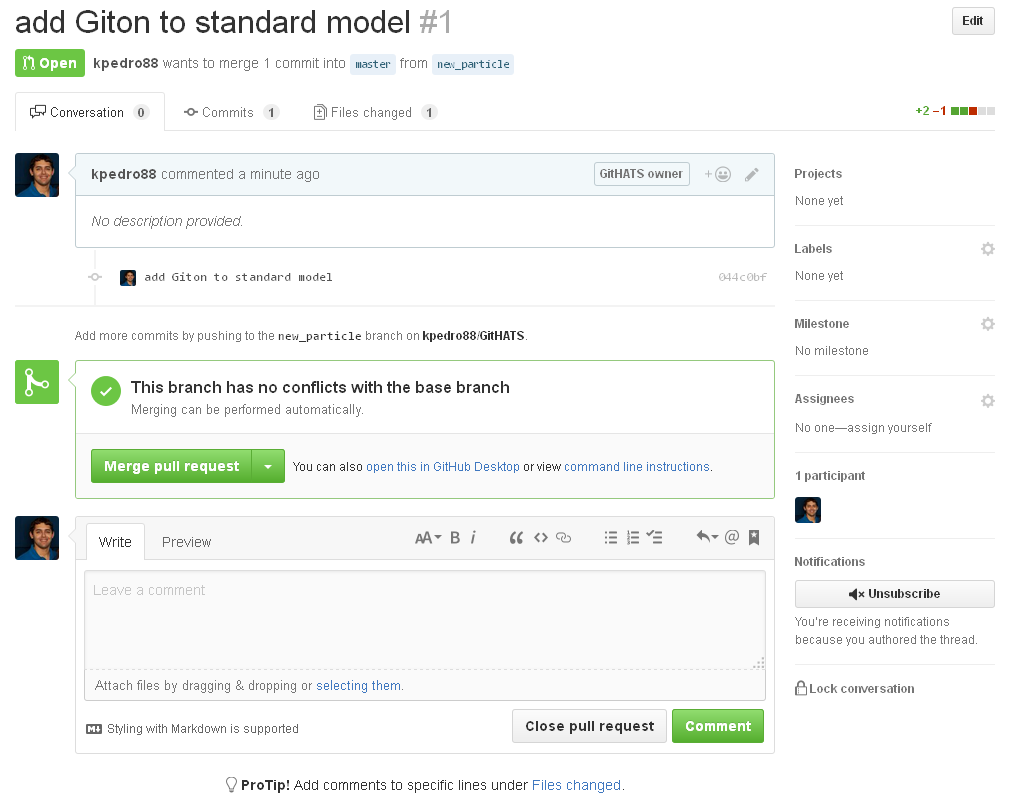 add Giton to standard model #1
Edit
Open kpedro88 wants to merge 1 commit into master from new_particle
Conversation 0 Commits 1 Files changed 1 +2 −1
kpedro88 commented a minute ago GitHATS owner +
No description provided.
add Giton to standard model 044c0bf
Add more commits by pushing to the new_particle branch on kpedro88/GitHATS.
This branch has no conflicts with the base branch
Merging can be performed automatically.
Merge pull request You can also open this in GitHub Desktop or view command line instructions.
Write Preview AA B i @
Leave a comment
Attach files by dragging & dropping or selecting them.
Styling with Markdown is supported
Close pull request Comment
ProTip! Add comments to specific lines under Files changed.
Projects
None yet
Labels
None yet
Milestone
No milestone
Assignees
No one—assign yourself
1 participant
Notifications
Unsubscribe
You're receiving notifications
because you authored the thread.
Lock conversation